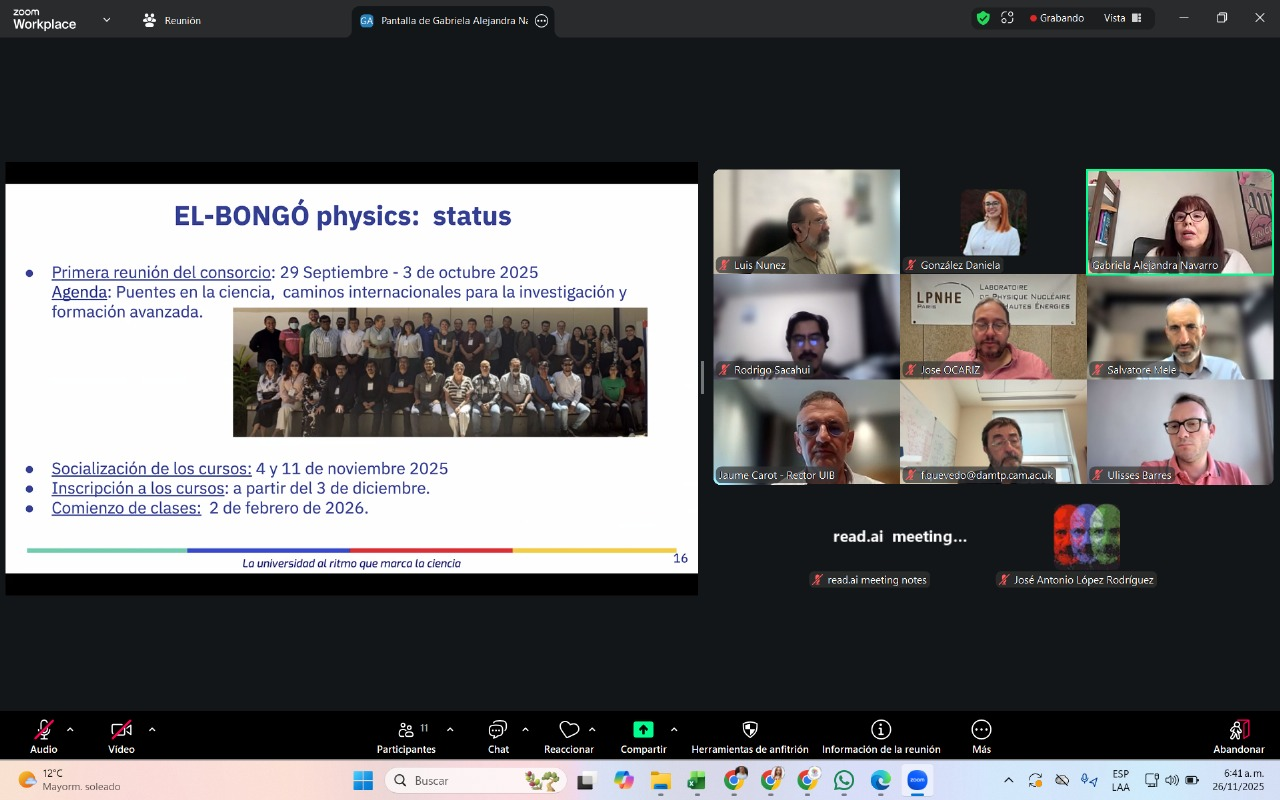 zoom
Workplace
Reunión
GA
Pantalla de Gabriela Alejandra Na
Grabando
Vista
EL-BONGÓ physics: status
Primera reunión del consorcio: 29 Septiembre - 3 de octubre 2025
Agenda: Puentes en la ciencia, caminos internacionales para la investigación y
formación avanzada.
Socialización de los cursos: 4 y 11 de noviembre 2025
Inscripción a los cursos: a partir del 3 de diciembre.
Comienzo de clases: 2 de febrero de 2026.
La universidad al ritmo que marca la ciencia
16
Luis Nunez
González Daniela
Gabriela Alejandra Navarro
LPNHE
PARIS
LABORATOIRE
DE PHYSIQUE NUCLÉAIRE
HAUTES ÉNERGIES
Rodrigo Sacahui
Jose OCARIZ
Salvatore Mele
Jaume Carot - Rector UIB
f.quevedo@damtp.cam.ac.uk
Ulisses Barres
read.ai meeting...
read.ai meeting notes
José Antonio López Rodríguez
Audio
Video
Participantes
11
Chat
Reaccionar
Compartir
Herramientas de anfitrión
Información de la reunión
Más
Abandonar
12°C
Mayorm. soleado
Buscar
zoom
ESP
LAA
6:41 a. m.
26/11/2025